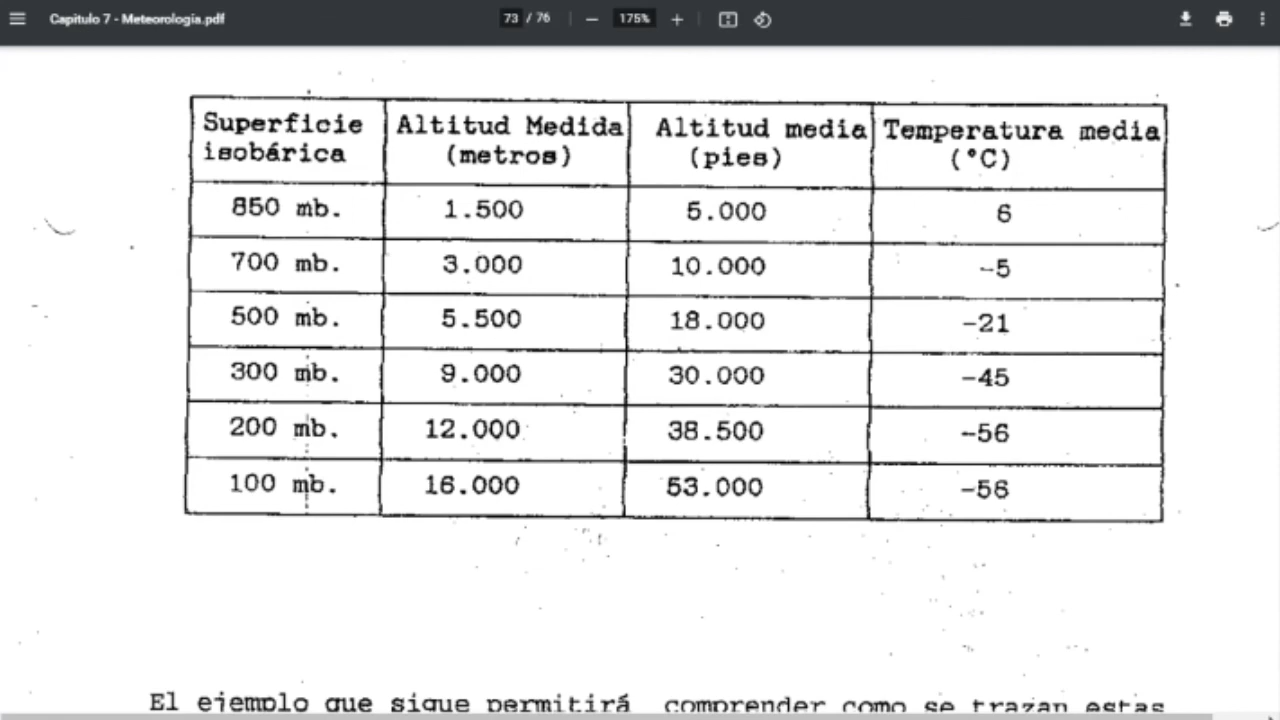 Capitulo 7 - Meteorologia.pdf
73 / 76
175%
Superficie isobárica Altitud Medida (metros) Altitud media (pies) Temperatura media (°C)
850 mb. 1.500 5.000 6
700 mb. 3.000 10.000 -5
500 mb. 5.500 18.000 -21
300 mb. 9.000 30.000 -45
200 mb. 12.000 38.500 -56
100 mb. 16.000 53.000 -56
El ejemplo que sigue permitirá comprender como se trazan estas